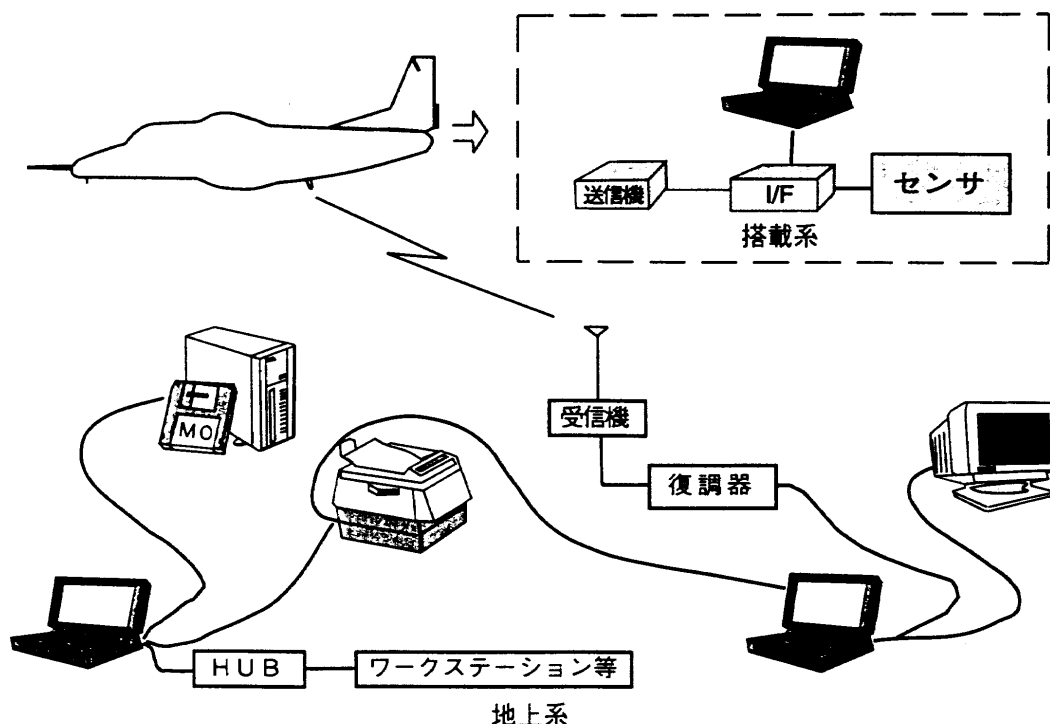 送信機
I/F
センサ
搭載系
MO
受信機
復調器
HUB
ワークステーション等
地上系